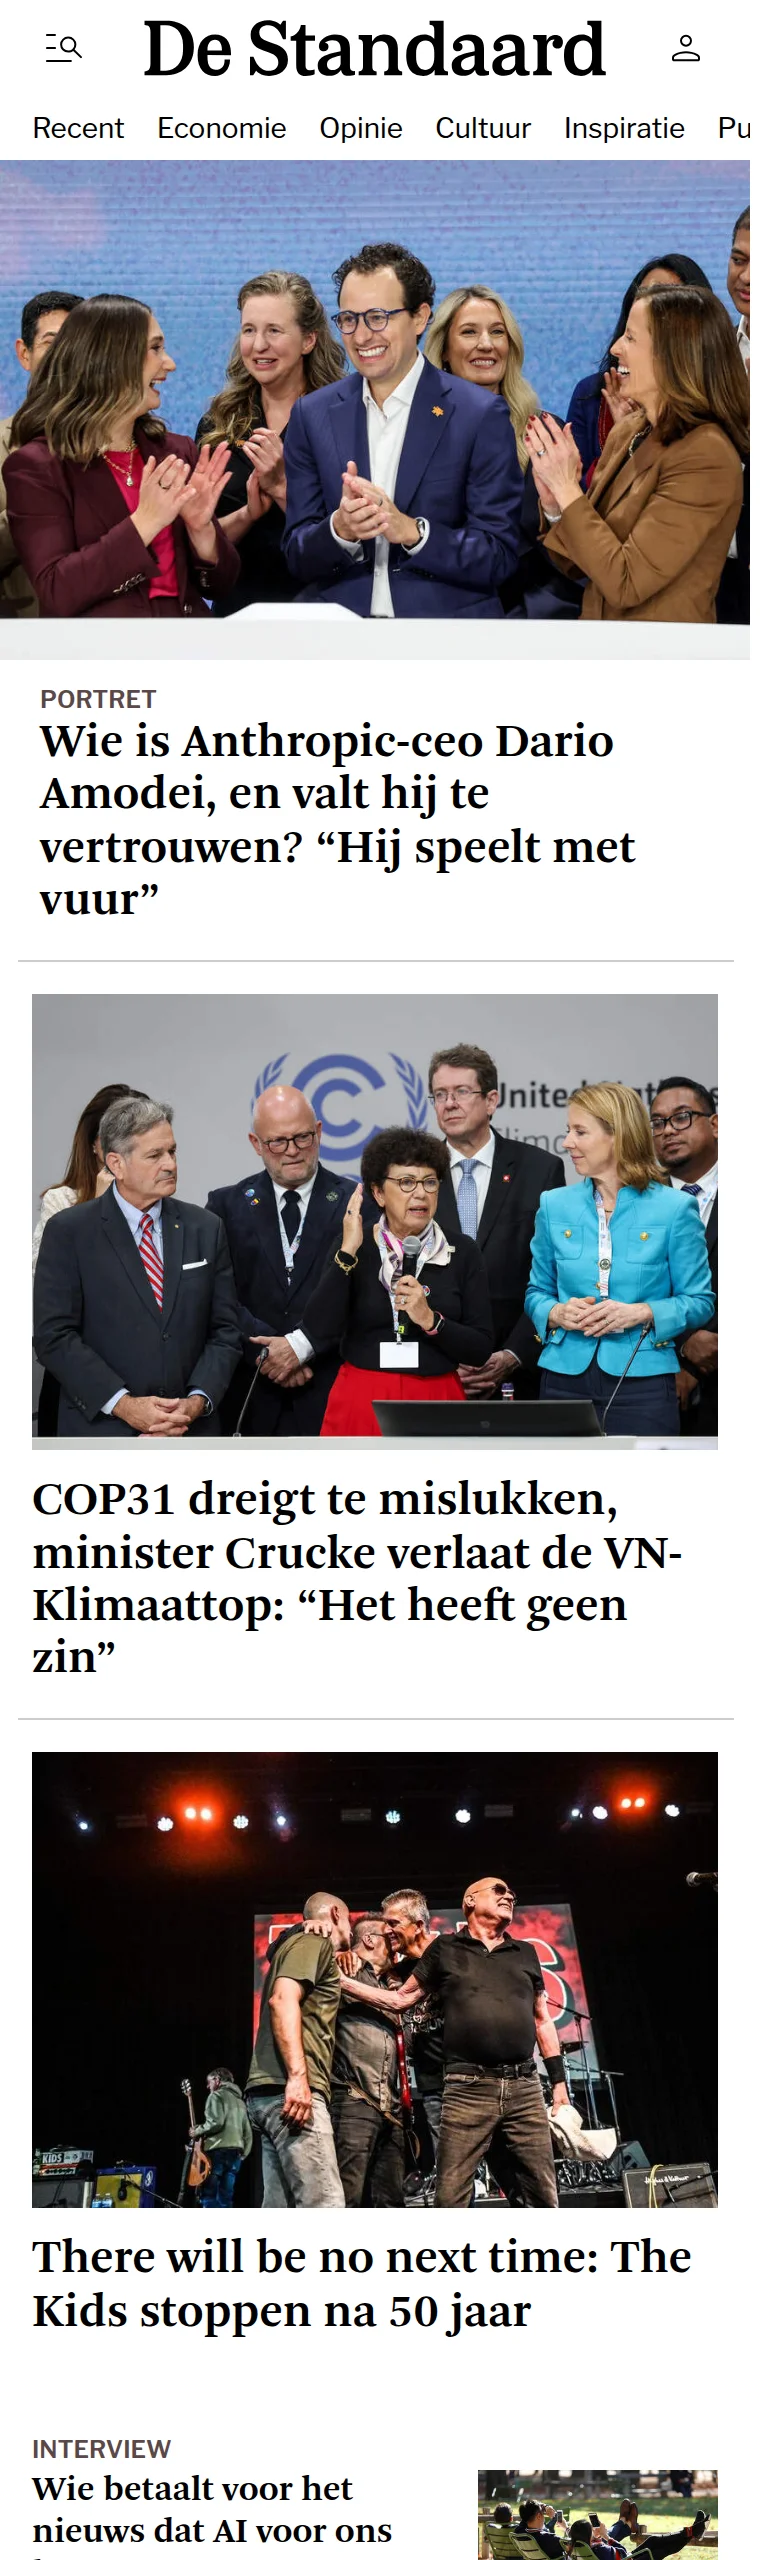 De Standaard
Recent Economie Opinie Cultuur Inspiratie Pu
PORTRET
Wie is Anthropic-ceo Dario
Amodei, en valt hij te
vertrouwen? “Hij speelt met
vuur”
COP31 dreigt te mislukken,
minister Crucke verlaat de VN-
Klimaattop: “Het heeft geen
zin”
KIDS
There will be no next time: The
Kids stoppen na 50 jaar
INTERVIEW
Wie betaalt voor het
nieuws dat AI voor ons